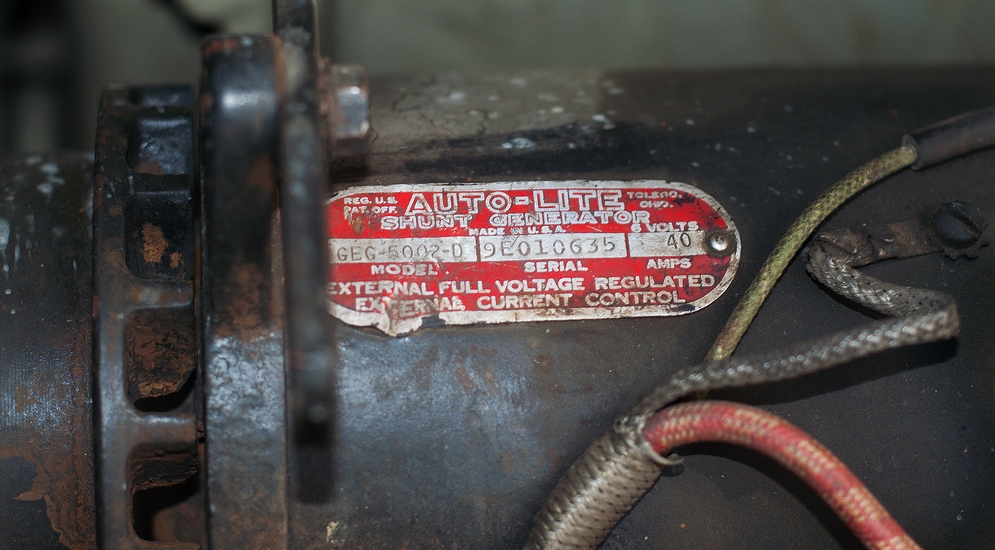 REG. U.S. PAT. OFF. AUTO-LITE TOLEDO, OHIO.
SHUNT GENERATOR
MADE IN U.S.A. 6 VOLTS
GEG-5002-D 9E010635 40
MODEL SERIAL AMPS
EXTERNAL FULL VOLTAGE REGULATED
EXTERNAL CURRENT CONTROL